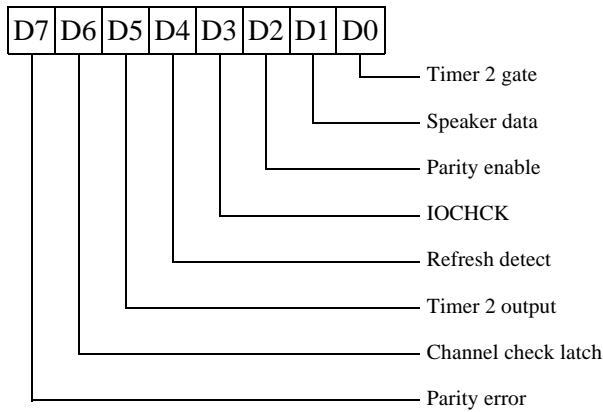 D7 D6 D5 D4 D3 D2 D1 D0
Timer 2 gate
Speaker data
Parity enable
IOCHCK
Refresh detect
Timer 2 output
Channel check latch
Parity error